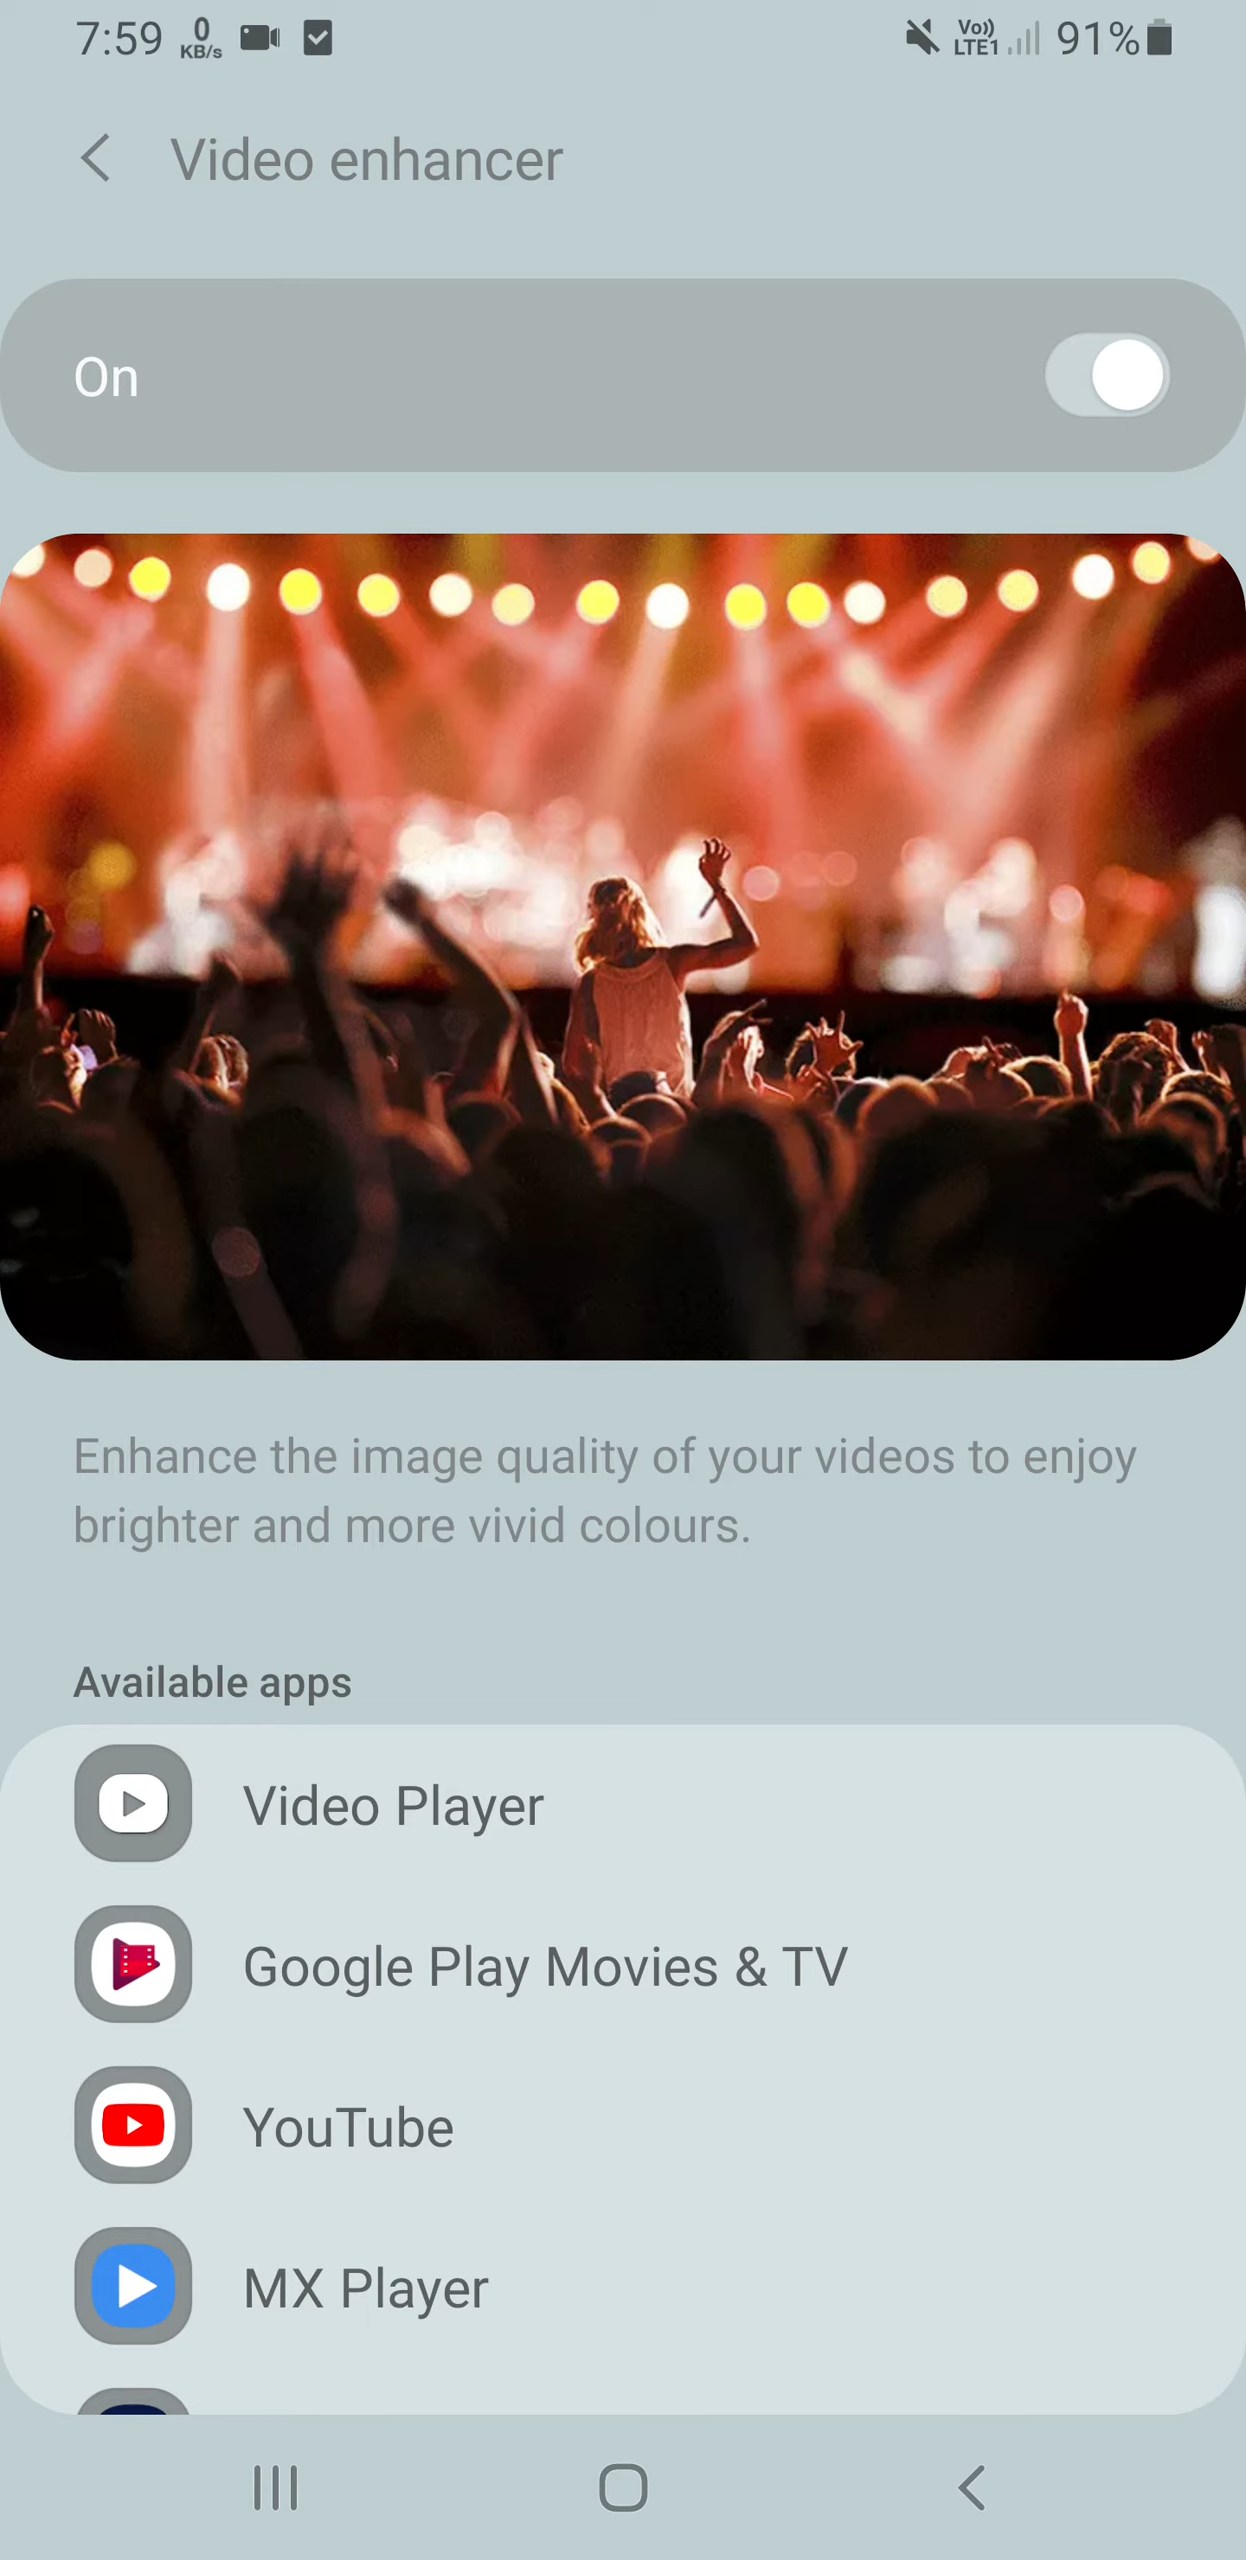 7:59 0 KB/s Vo)) LTE1 91%
Video enhancer
On
Enhance the image quality of your videos to enjoy
brighter and more vivid colours.
Available apps
Video Player
Google Play Movies & TV
YouTube
MX Player